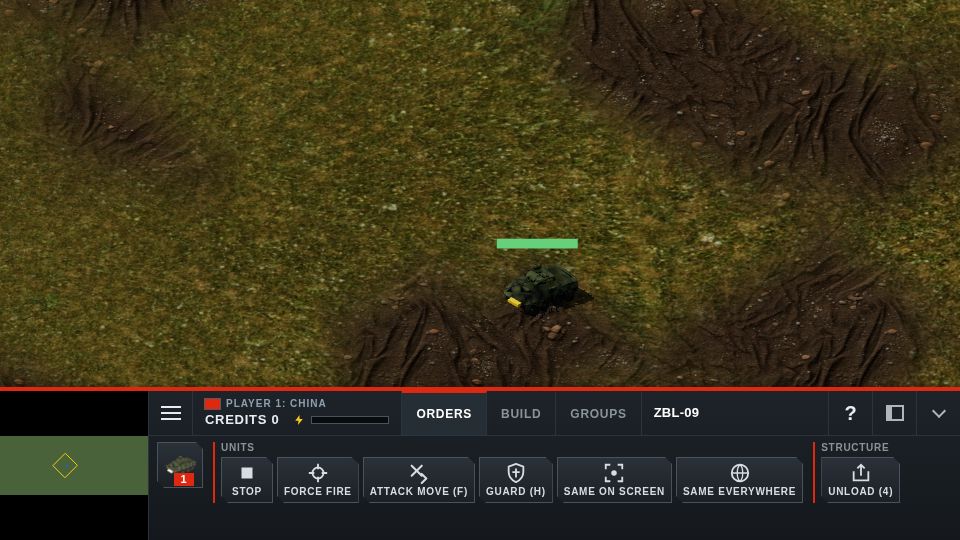 PLAYER 1: CHINA
CREDITS 0
ORDERS
BUILD
GROUPS
ZBL-09
?
1
UNITS
STOP
FORCE FIRE
ATTACK MOVE (F)
GUARD (H)
SAME ON SCREEN
SAME EVERYWHERE
STRUCTURE
UNLOAD (4)